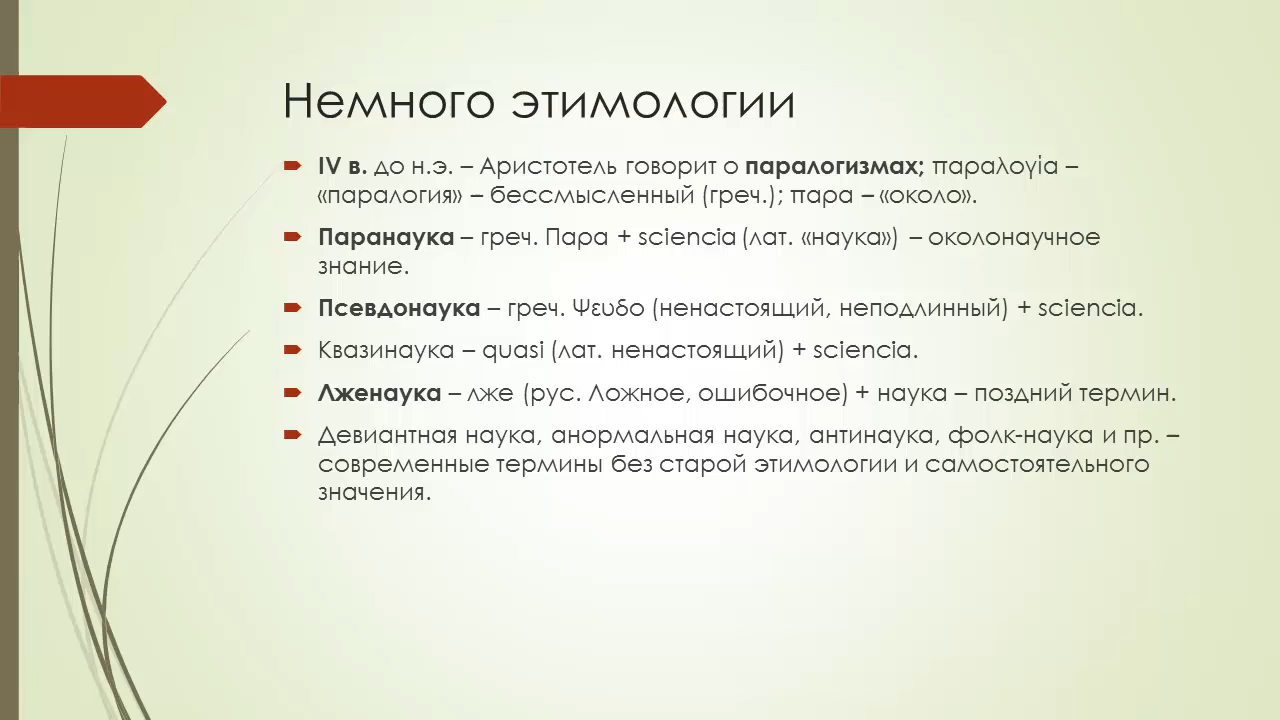 Немного этимологии
IV в. до н.э. – Аристотель говорит о паралогизмах; παραλογία –
«паралогия» – бессмысленный (греч.); πара – «около».
Паранаука – греч. Пара + sciencia (лат. «наука») – околонаучное
знание.
Псевдонаука – греч. Ψευδο (ненастоящий, неподлинный) + sciencia.
Квазинаука – quasi (лат. ненастоящий) + sciencia.
Лженаука – лже (рус. Ложное, ошибочное) + наука – поздний термин.
Девиантная наука, анормальная наука, антинаука, фолк-наука и пр. –
современные термины без старой этимологии и самостоятельного
значения.